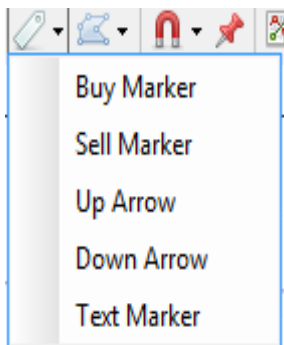 Buy Marker
Sell Marker
Up Arrow
Down Arrow
Text Marker